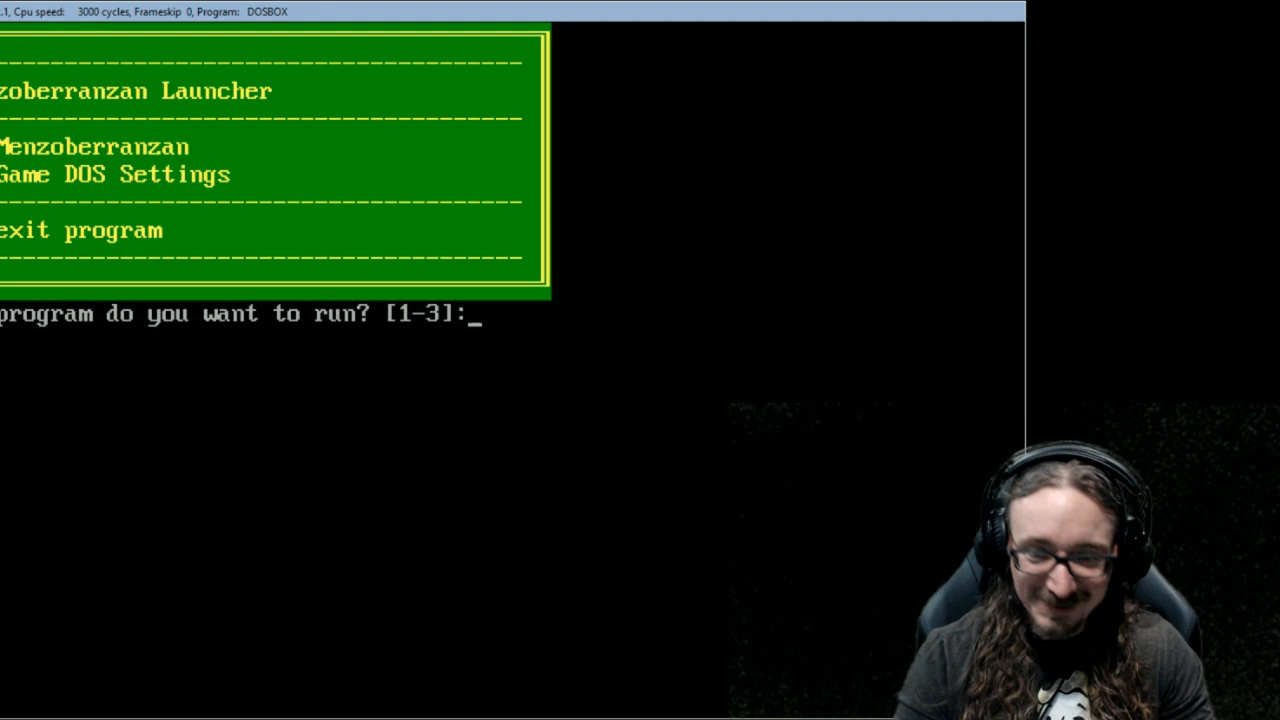 .1, Cpu speed: 3000 cycles, Frameskip 0, Program: DOSBOX
zoberranzan Launcher
Menzoberranzan
Game DOS Settings
exit program
program do you want to run? [1-3]:_